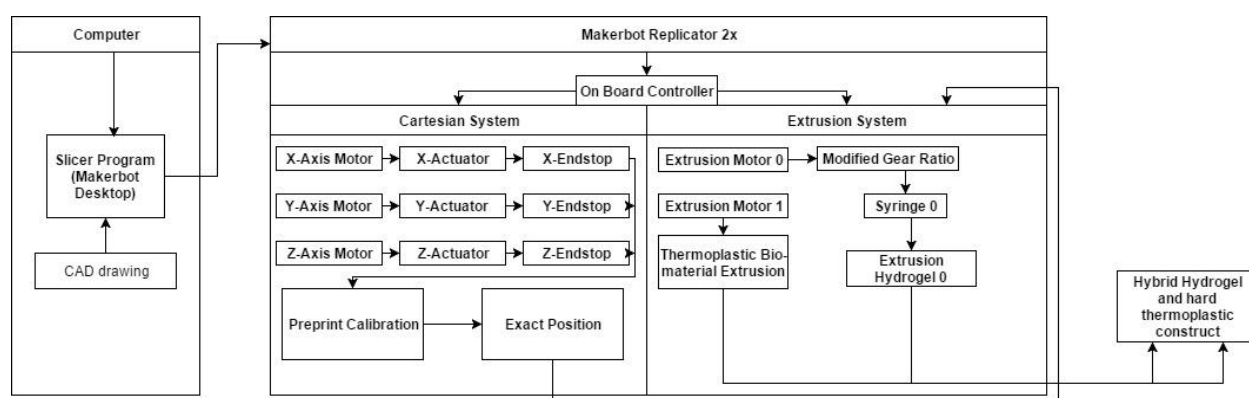 Computer
Makerbot Replicator 2x
On Board Controller
Cartesian System
Extrusion System
Slicer Program
(Makerbot
Desktop)
CAD drawing
X-Axis Motor
X-Actuator
X-Endstop
Y-Axis Motor
Y-Actuator
Y-Endstop
Z-Axis Motor
Z-Actuator
Z-Endstop
Preprint Calibration
Exact Position
Extrusion Motor 0
Modified Gear Ratio
Extrusion Motor 1
Syringe 0
Thermoplastic Bio-
material Extrusion
Extrusion
Hydrogel 0
Hybrid Hydrogel
and hard
thermoplastic
construct